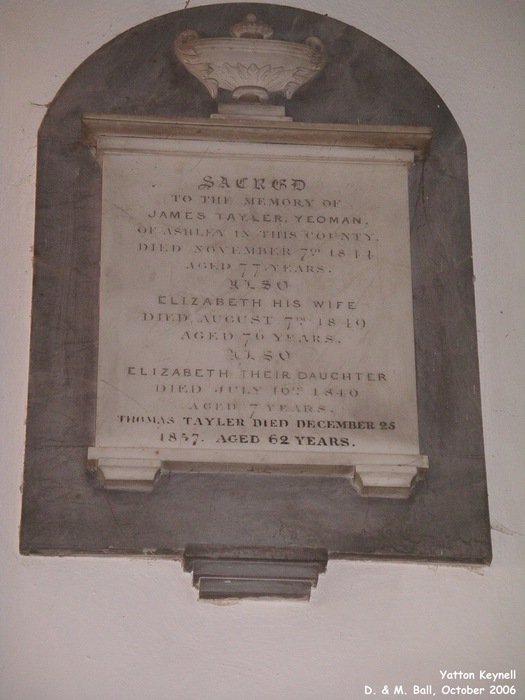 SACRED
TO THE MEMORY OF
JAMES TAYLER, YEOMAN,
OF ASHLEY IN THIS COUNTY,
DIED NOVEMBER 7TH 1844
AGED 77 YEARS.
ALSO
ELIZABETH HIS WIFE
DIED AUGUST 7TH 1849
AGED 76 YEARS.
ALSO
ELIZABETH THEIR DAUGHTER
DIED JULY 16TH
AGED 7 YEARS.
THOMAS TAYLER DIED DECEMBER 25
1857. AGED 62 YEARS.
Yatton Keynell
D. & M. Ball, October 2006